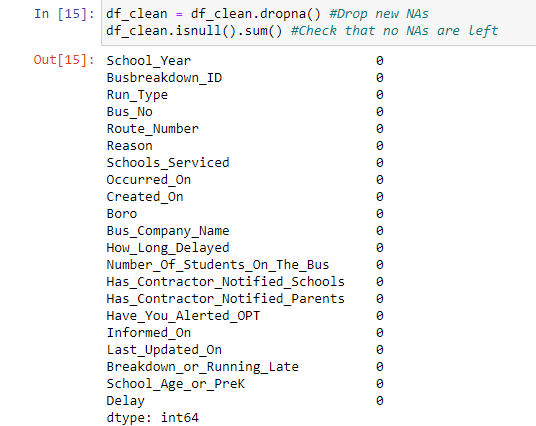 In [15]: df_clean = df_clean.dropna() #Drop new NAs
df_clean.isnull().sum() #Check that no NAs are left
Out[15]: School_Year 0
Busbreakdown_ID 0
Run_Type 0
Bus_No 0
Route_Number 0
Reason 0
Schools_Serviced 0
Occurred_On 0
Created_On 0
Boro 0
Bus_Company_Name 0
How_Long_Delayed 0
Number_Of_Students_On_The_Bus 0
Has_Contractor_Notified_Schools 0
Has_Contractor_Notified_Parents 0
Have_You_Alerted_OPT 0
Informed_On 0
Last_Updated_On 0
Breakdown_or_Running_Late 0
School_Age_or_PreK 0
Delay 0
dtype: int64